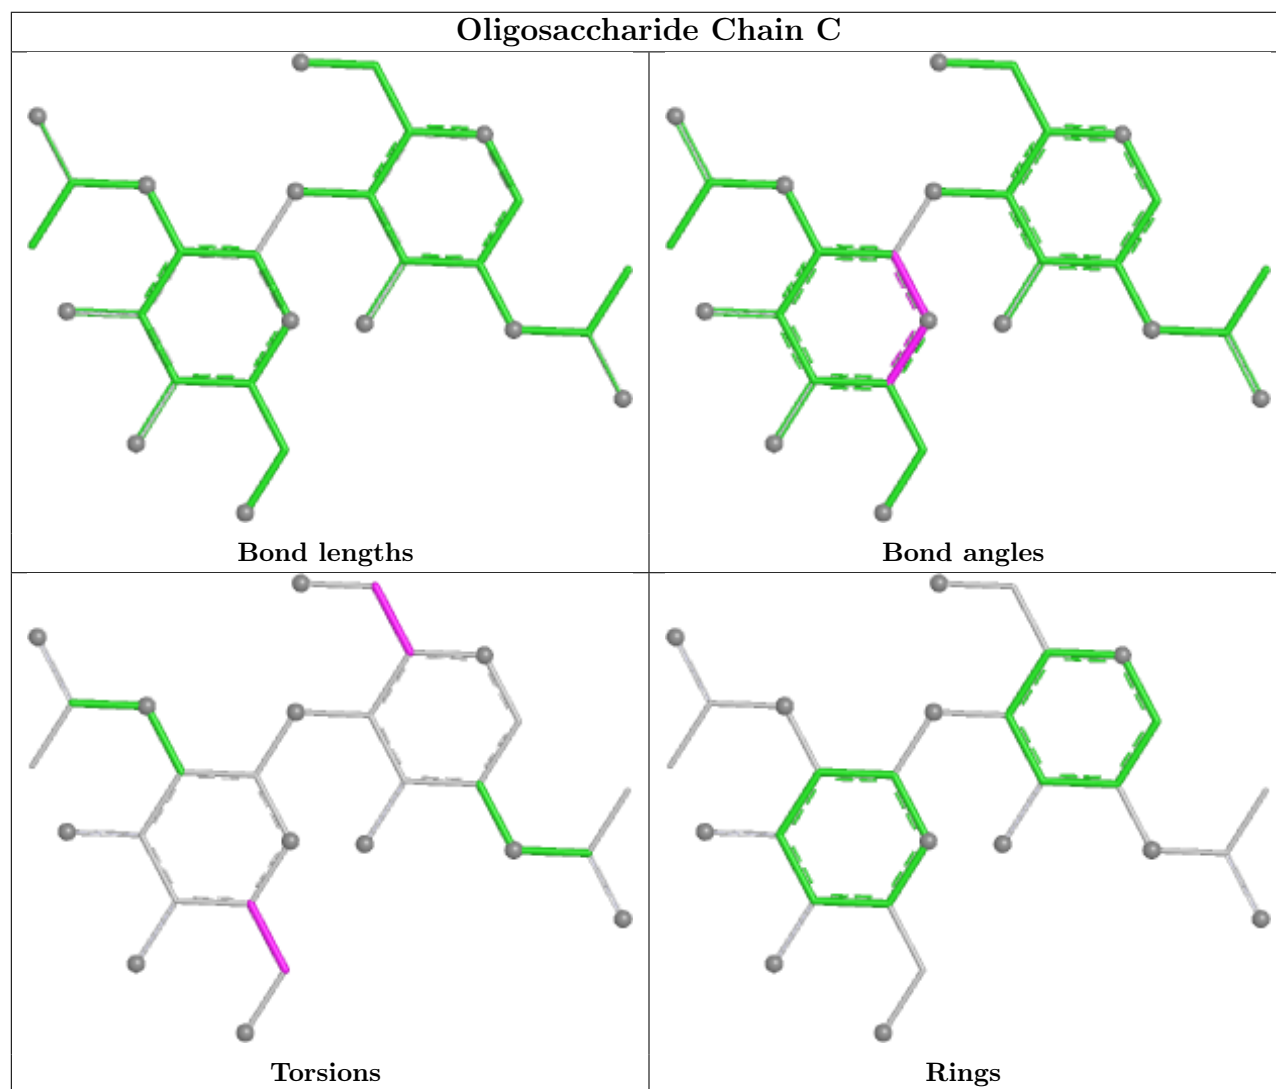 Oligosaccharide Chain C
Bond lengths
Bond angles
Torsions
Rings